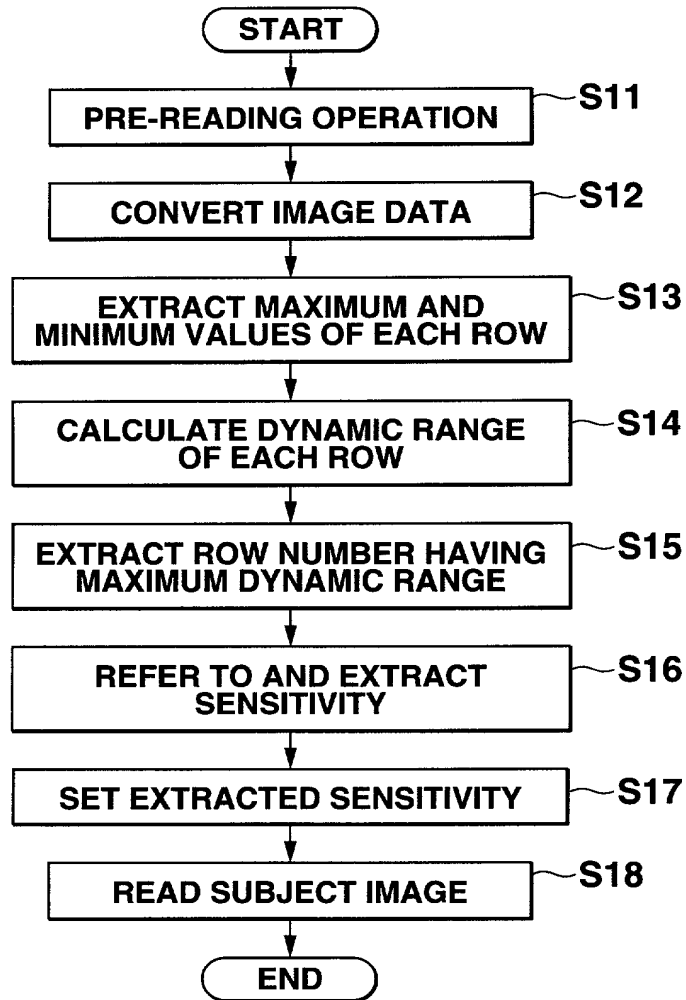 START
PRE-READING OPERATION
S11
CONVERT IMAGE DATA
S12
EXTRACT MAXIMUM AND
MINIMUM VALUES OF EACH ROW
S13
CALCULATE DYNAMIC RANGE
OF EACH ROW
S14
EXTRACT ROW NUMBER HAVING
MAXIMUM DYNAMIC RANGE
S15
REFER TO AND EXTRACT
SENSITIVITY
S16
SET EXTRACTED SENSITIVITY
S17
READ SUBJECT IMAGE
S18
END